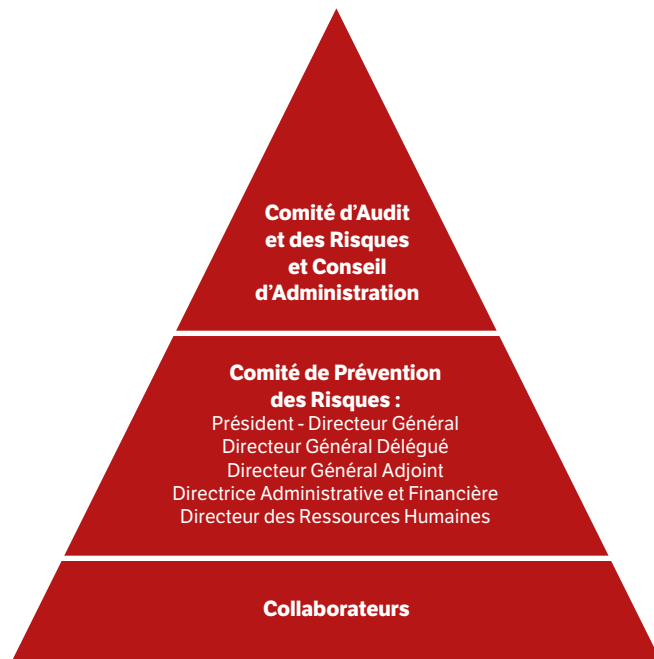 Comité d’Audit
et des Risques
et Conseil
d’Administration
Comité de Prévention
des Risques :
Président - Directeur Général
Directeur Général Délégué
Directeur Général Adjoint
Directrice Administrative et Financière
Directeur des Ressources Humaines
Collaborateurs